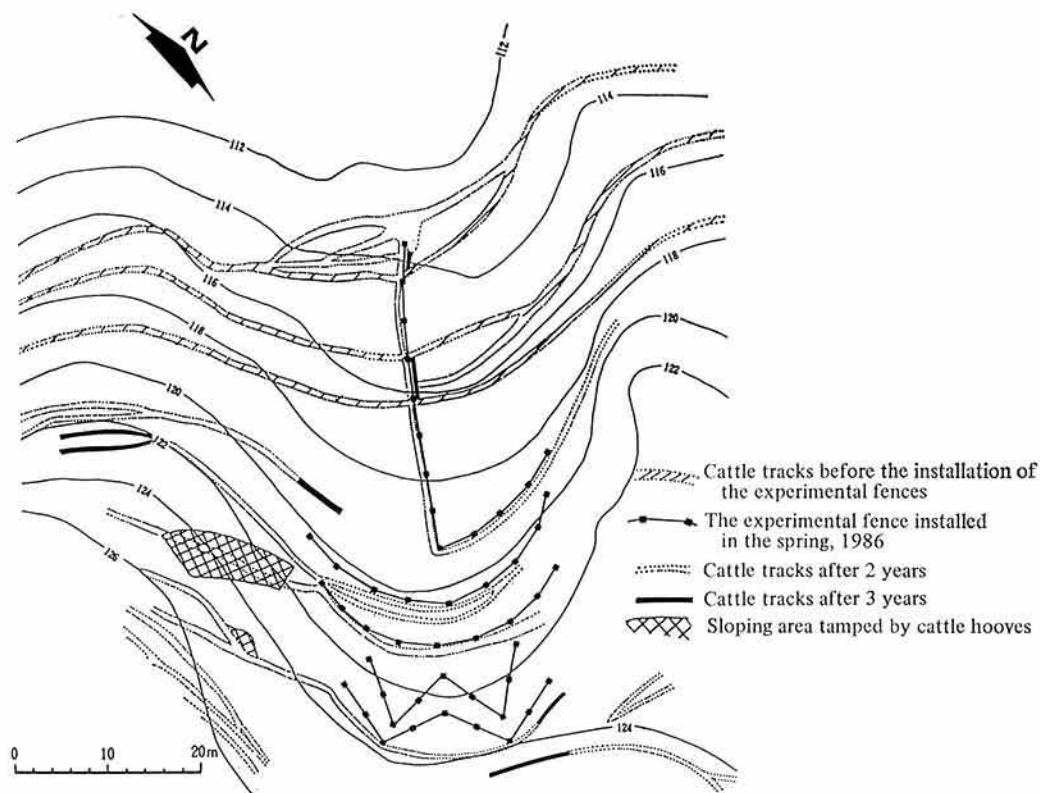 N
112
112
114
114
116
116
118
118
120
120
122
122
124
124
126
Cattle tracks before the installation of
the experimental fences
The experimental fence installed
in the spring, 1986
Cattle tracks after 2 years
Cattle tracks after 3 years
Sloping area tamped by cattle hooves
0 10 20 m